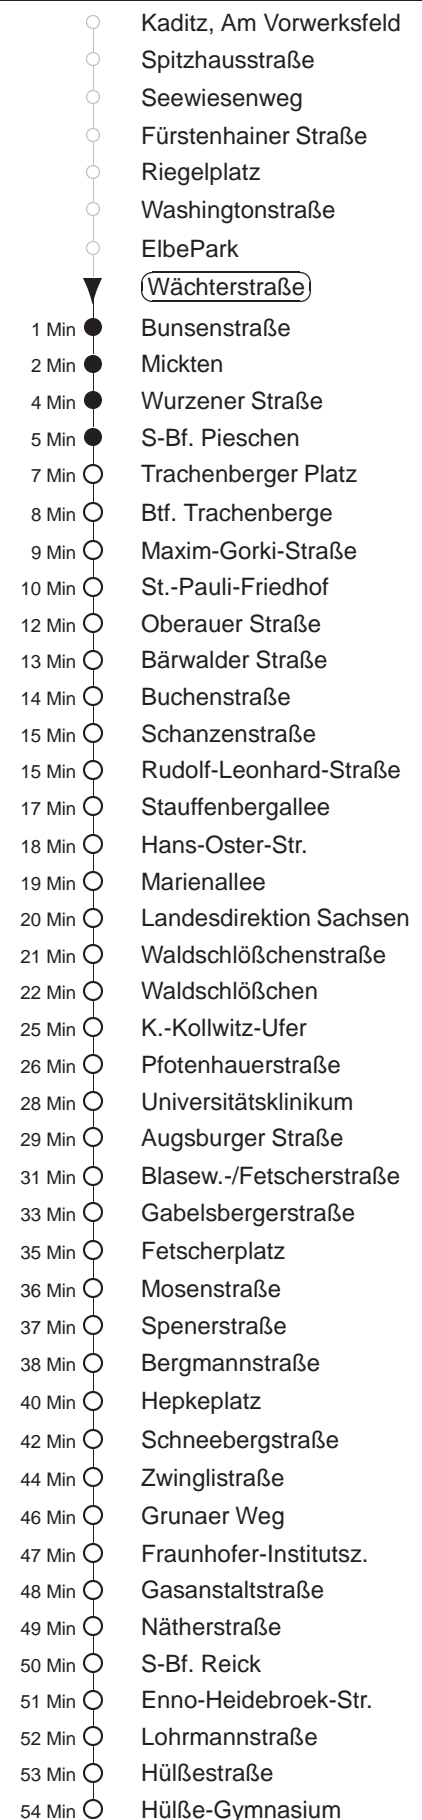 Kaditz, Am Vorwerksfeld
Spitzhausstraße
Seewiesenweg
Fürstenhainer Straße
Riegelplatz
Washingtonstraße
ElbePark
Wächterstraße
1 Min Bunsenstraße
2 Min Mickten
4 Min Wurzener Straße
5 Min S-Bf. Pieschen
7 Min Trachenberger Platz
8 Min Btf. Trachenberge
9 Min Maxim-Gorki-Straße
10 Min St.-Pauli-Friedhof
12 Min Oberauer Straße
13 Min Bärwalder Straße
14 Min Buchenstraße
15 Min Schanzenstraße
15 Min Rudolf-Leonhard-Straße
17 Min Stauffenbergallee
18 Min Hans-Oster-Str.
19 Min Marienallee
20 Min Landesdirektion Sachsen
21 Min Waldschlößchenstraße
22 Min Waldschlößchen
25 Min K.-Kollwitz-Ufer
26 Min Pfotenhauerstraße
28 Min Universitätsklinikum
29 Min Augsburger Straße
31 Min Blasew.-/Fetscherstraße
33 Min Gabelsbergerstraße
35 Min Fetscherplatz
36 Min Mosenstraße
37 Min Spenerstraße
38 Min Bergmannstraße
40 Min Hepkeplatz
42 Min Schneebergstraße
44 Min Zwinglistraße
46 Min Grunaer Weg
47 Min Fraunhofer-Institutsz.
48 Min Gasanstaltstraße
49 Min Nätherstraße
50 Min S-Bf. Reick
51 Min Enno-Heidebroek-Str.
52 Min Lohrmannstraße
53 Min Hülßestraße
54 Min Hülße-Gymnasium